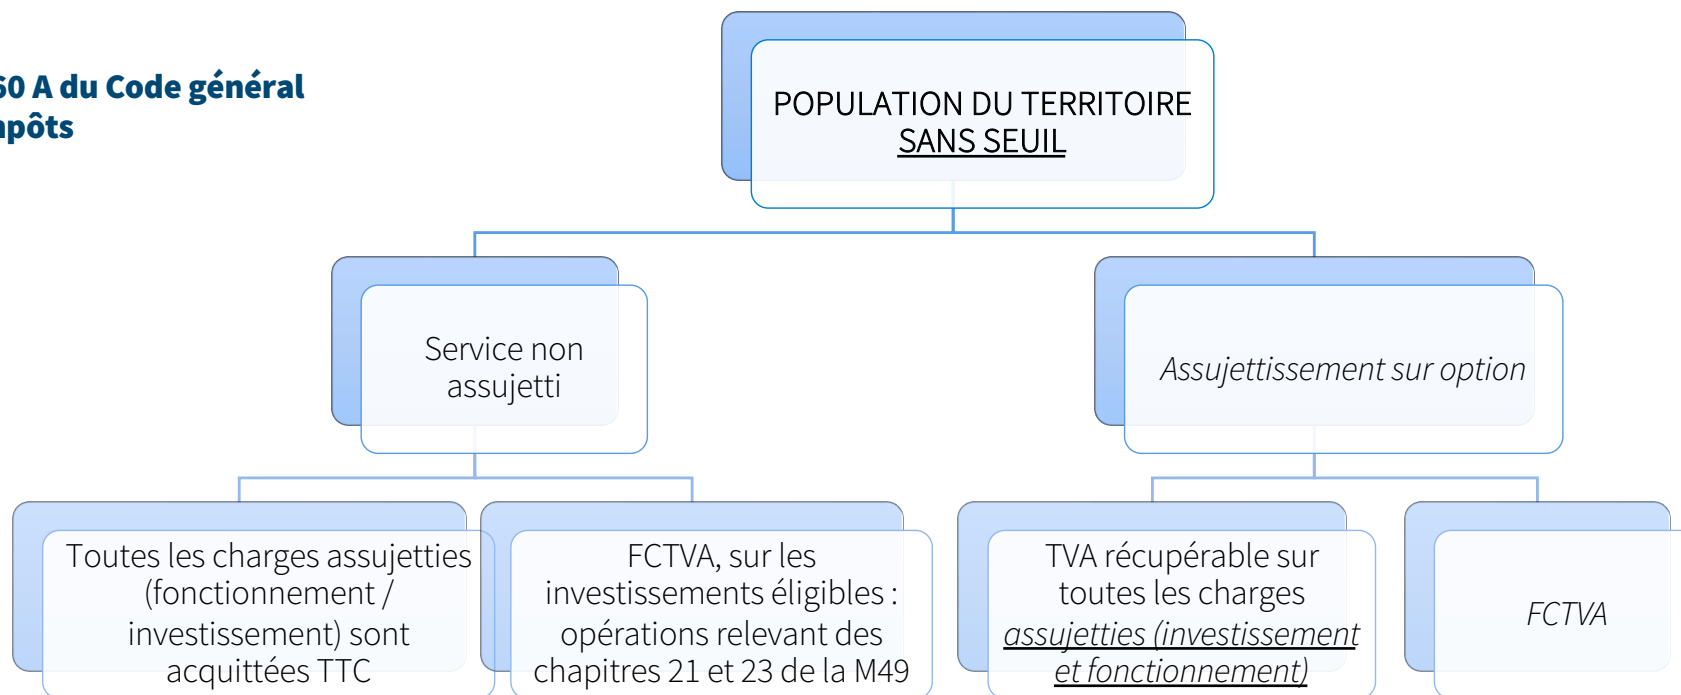 60 A du Code général
POPULATION DU TERRITOIRE
SANS SEUIL
Service non
assujetti
Assujettissement sur option
Toutes les charges assujetties
(fonctionnement /
investissement) sont
acquittées TTC
FCTVA, sur les
investissements éligibles :
opérations relevant des
chapitres 21 et 23 de la M49
TVA récupérable sur
toutes les charges
assujetties (investissement
et fonctionnement)
FCTVA